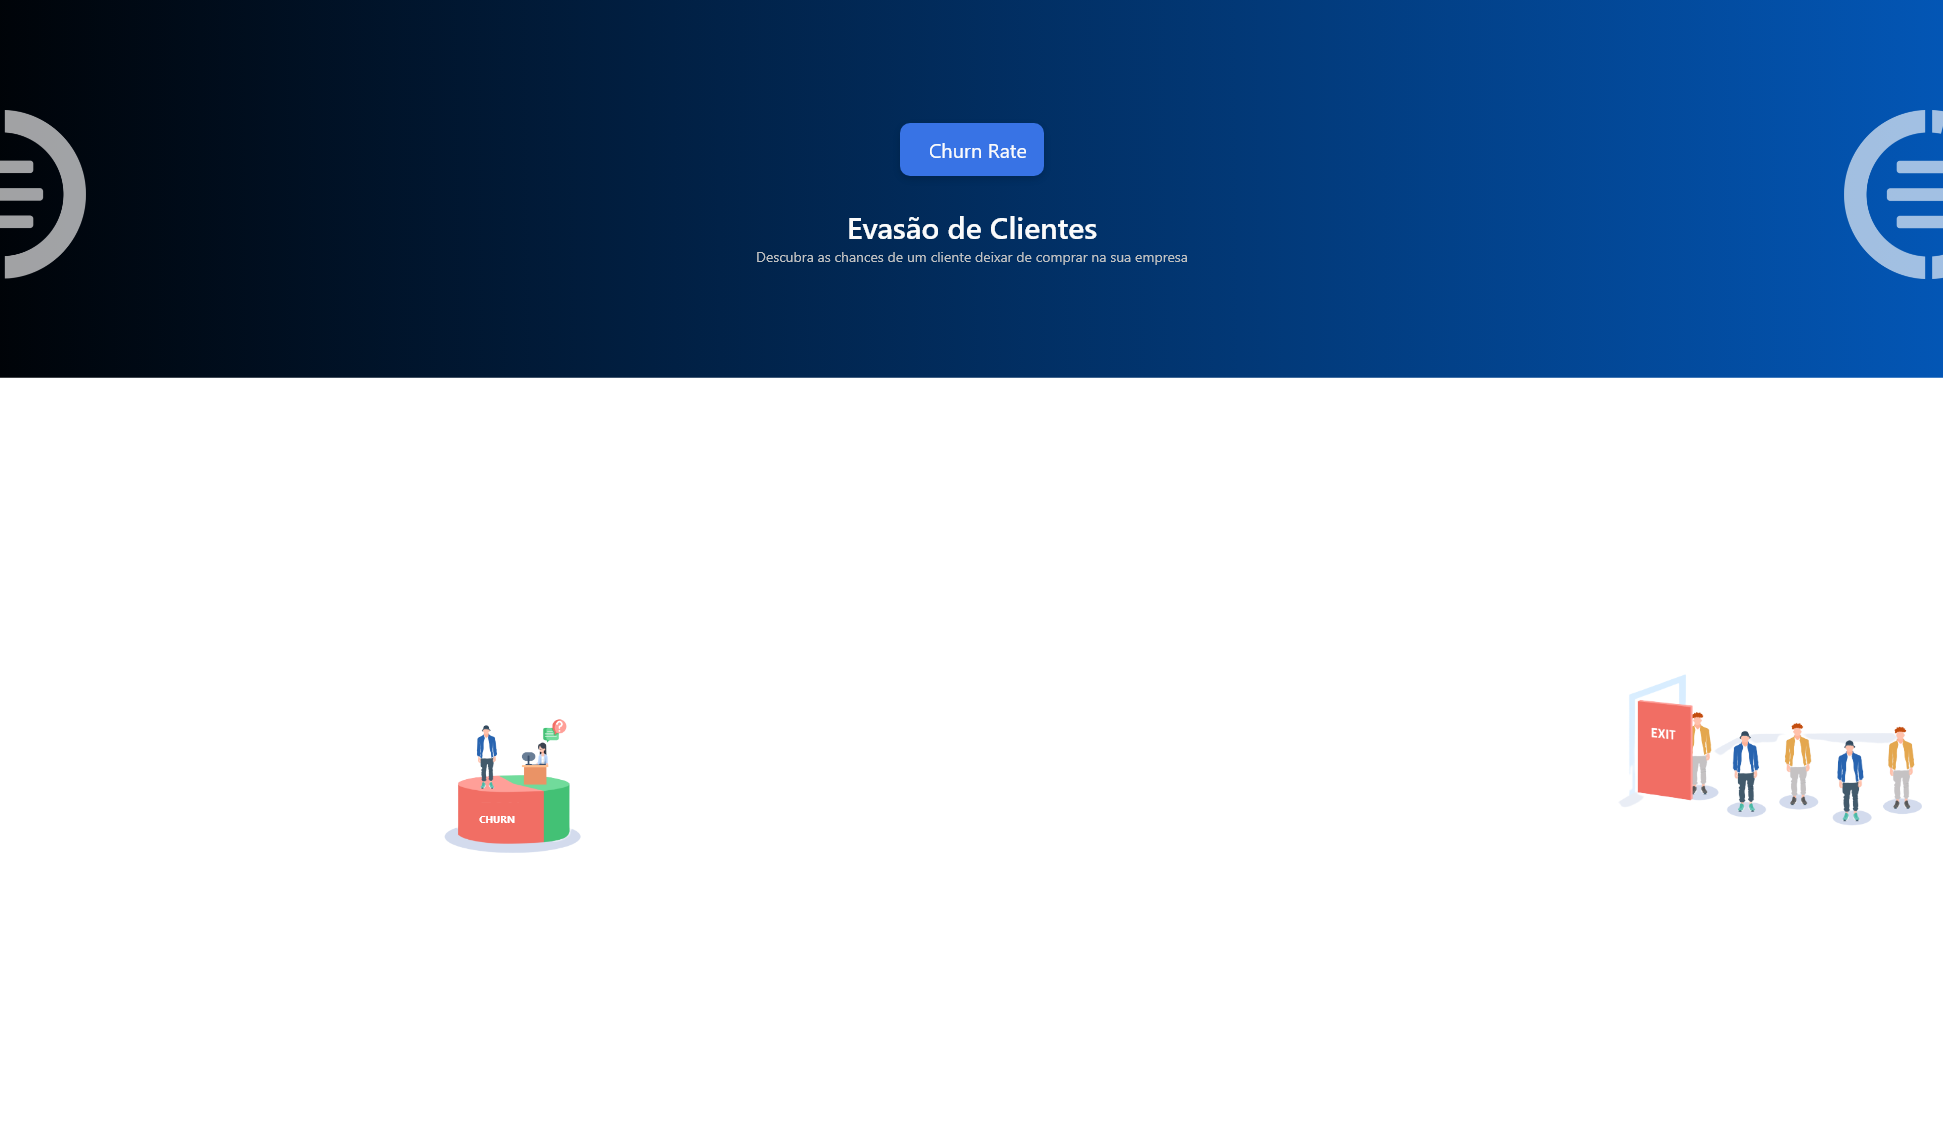 Churn Rate
Evasão de Clientes
Descubra as chances de um cliente deixar de comprar na sua empresa
?
EXIT
CHURN